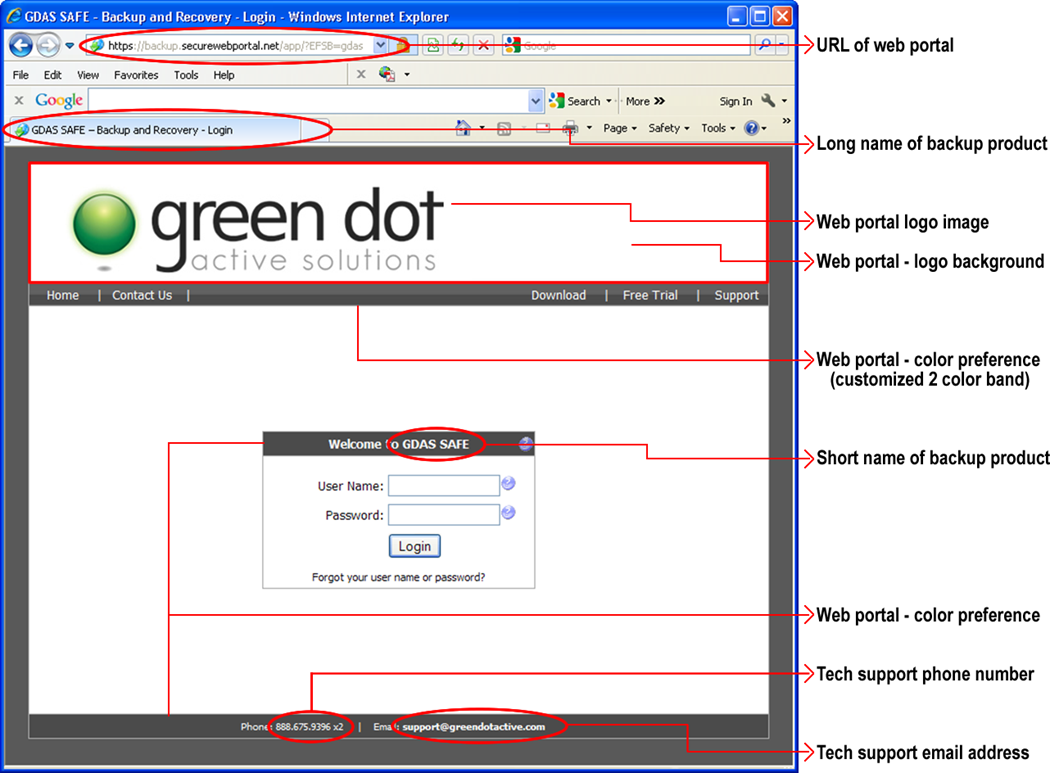 GDAS SAFE - Backup and Recovery - Login - Windows Internet Explorer
https://backup.securewebportal.net/app/?EFSB=gdas
Google
URL of web portal
File Edit View Favorites Tools Help
x
x Google Search More >> Sign In
GDAS SAFE – Backup and Recovery - Login
Page Safety Tools >>
Long name of backup product
green dot
active solutions
Web portal logo image
Web portal - logo background
Home | Contact Us |
Download | Free Trial | Support
Web portal - color preference
(customized 2 color band)
Welcome to GDAS SAFE
Short name of backup product
User Name:
Password:
Login
Forgot your user name or password?
Web portal - color preference
Tech support phone number
Phone: 888.675.9396 x2 | Email: support@greendotactive.com
Tech support email address